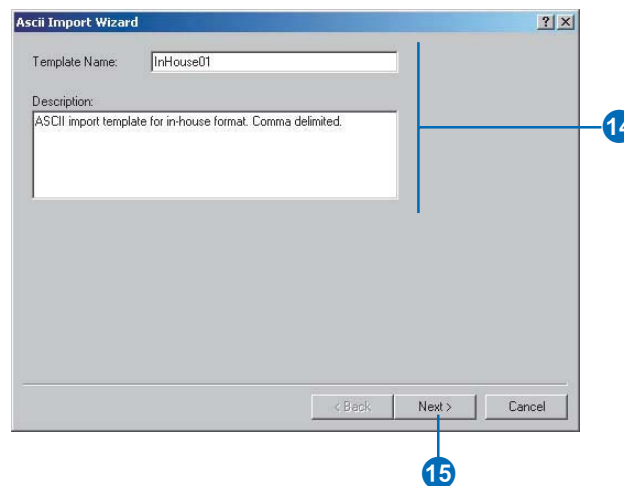 Ascii Import Wizard
Template Name: InHouse01
Description:
ASCII import template for in-house format. Comma delimited.
14
< Back Next > Cancel
15